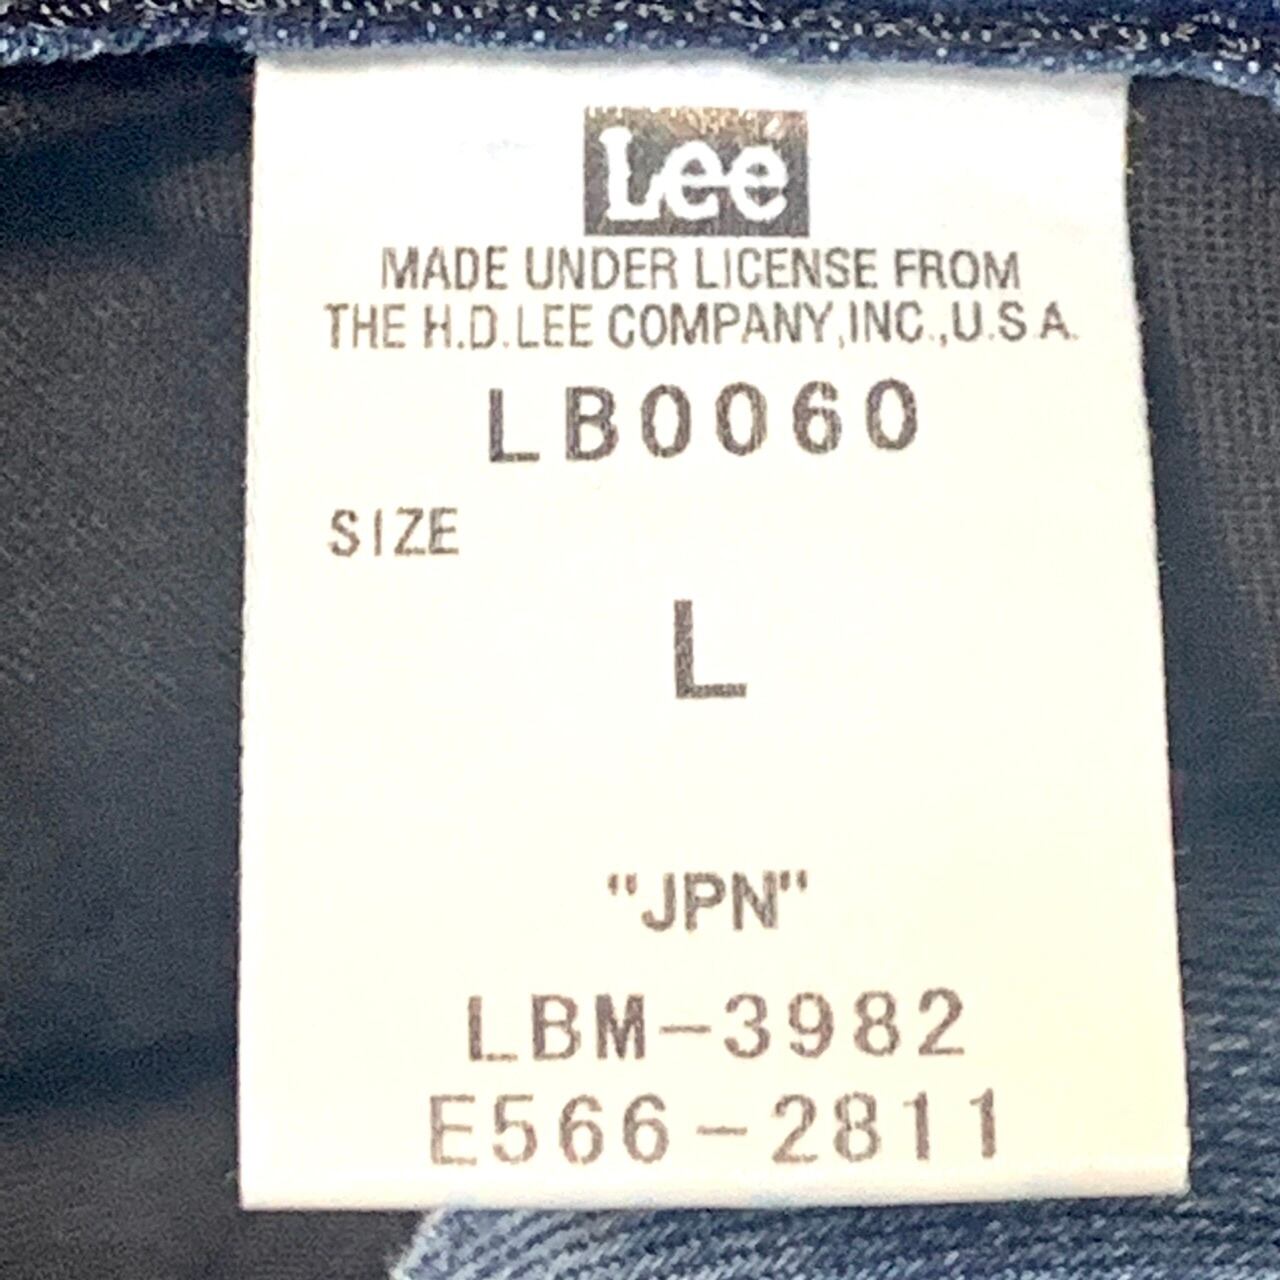 Lee
MADE UNDER LICENSE FROM
THE H.D.LEE COMPANY,INC.,U.S.A.
LB0060
SIZE
L
"JPN"
LBM-3982
E566-2811